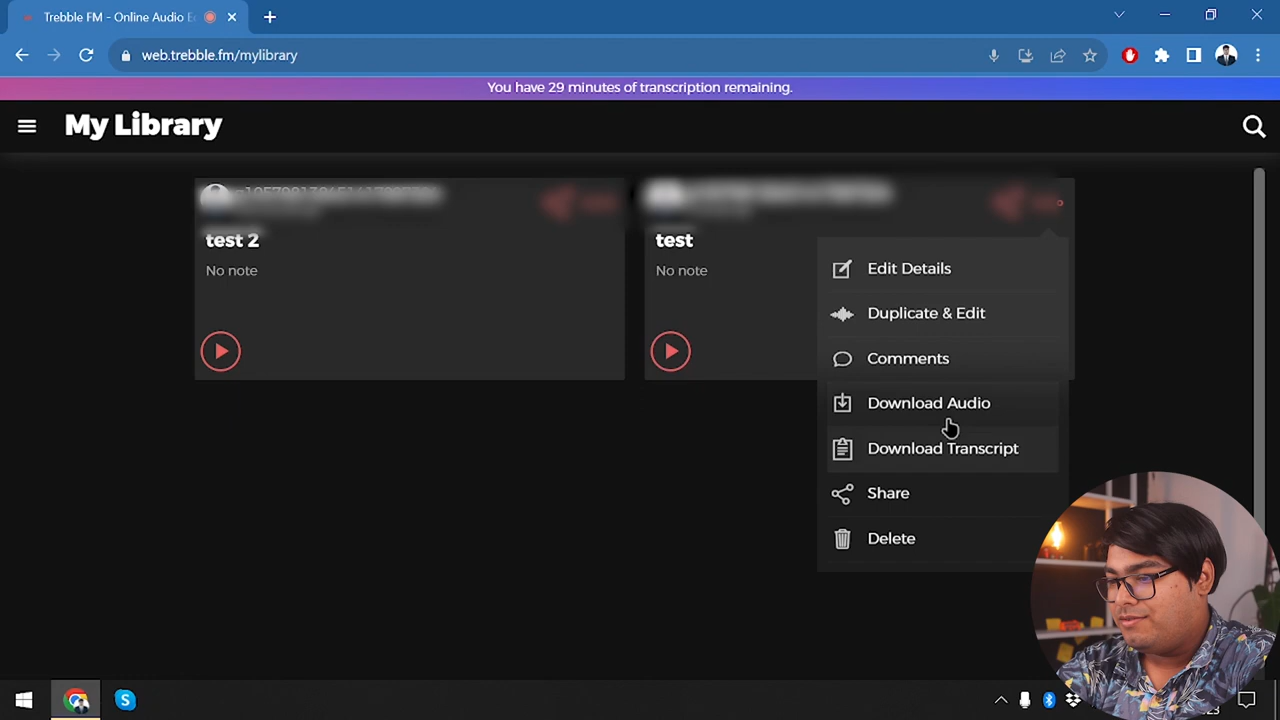 Trebble FM - Online Audio E
web.trebble.fm/mylibrary
You have 29 minutes of transcription remaining.
My Library
test 2
No note
test
No note
Edit Details
Duplicate & Edit
Comments
Download Audio
Download Transcript
Share
Delete